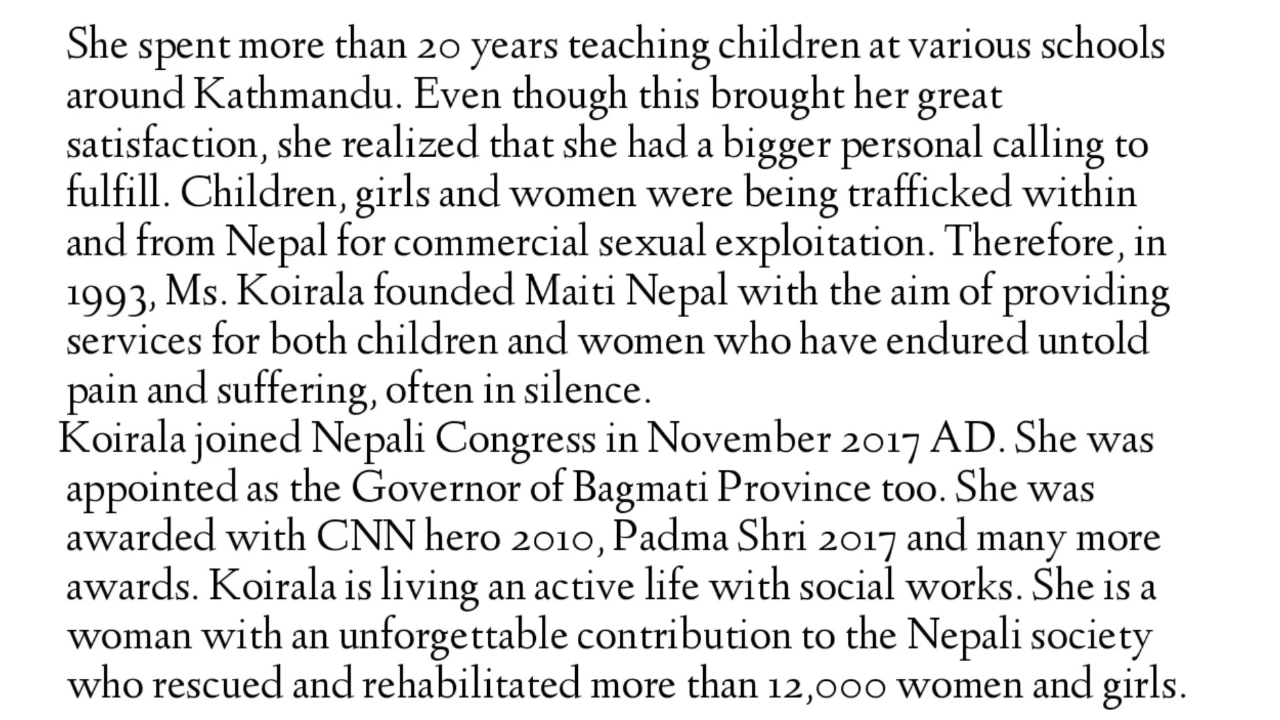 She spent more than 20 years teaching children at various schools
around Kathmandu. Even though this brought her great
satisfaction, she realized that she had a bigger personal calling to
fulfill. Children, girls and women were being trafficked within
and from Nepal for commercial sexual exploitation. Therefore, in
1993, Ms. Koirala founded Maiti Nepal with the aim of providing
services for both children and women who have endured untold
pain and suffering, often in silence.
Koirala joined Nepali Congress in November 2017 AD. She was
appointed as the Governor of Bagmati Province too. She was
awarded with CNN hero 2010, Padma Shri 2017 and many more
awards. Koirala is living an active life with social works. She is a
woman with an unforgettable contribution to the Nepali society
who rescued and rehabilitated more than 12,000 women and girls.